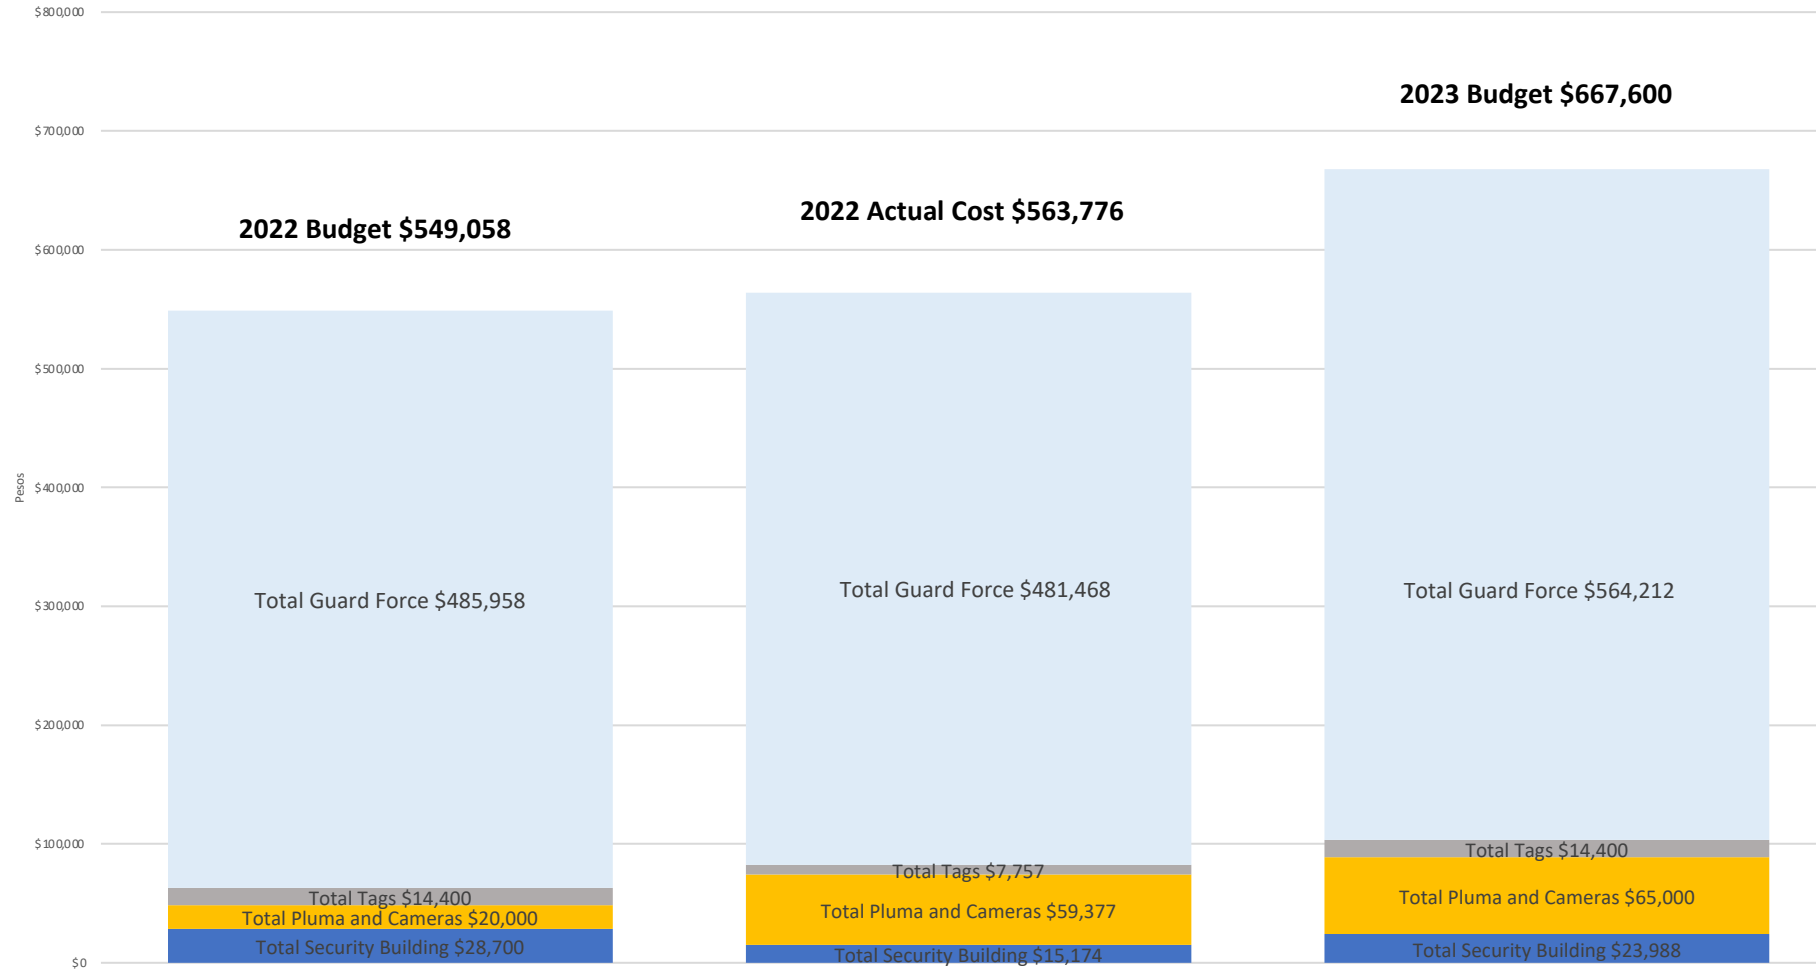 $800,000
2023 Budget $667,600
$700,000
2022 Actual Cost $563,776
2022 Budget $549,058
$600,000
$500,000
Pesos
$400,000
Total Guard Force $485,958
Total Guard Force $481,468
Total Guard Force $564,212
$300,000
$200,000
$100,000
Total Tags $14,400
Total Tags $7,757
Total Tags $14,400
Total Pluma and Cameras $20,000
Total Pluma and Cameras $59,377
Total Pluma and Cameras $65,000
Total Security Building $28,700
Total Security Building $15,174
Total Security Building $23,988
$0